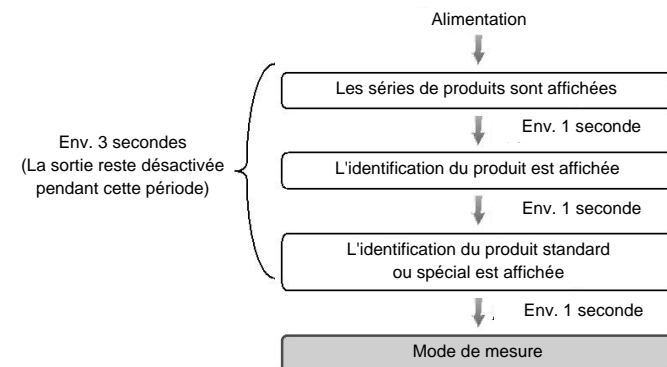 Alimentation
Les séries de produits sont affichées
Env. 1 seconde
Env. 3 secondes
(La sortie reste désactivée
pendant cette période)
L'identification du produit est affichée
Env. 1 seconde
L'identification du produit standard
ou spécial est affichée
Env. 1 seconde
Mode de mesure